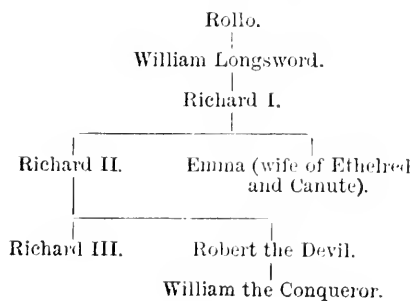 Rollo.
William Longsword.
Richard I.
Richard II. Emma (wife of Ethelred
and Canute).
Richard III. Robert the Devil.
William the Conqueror.